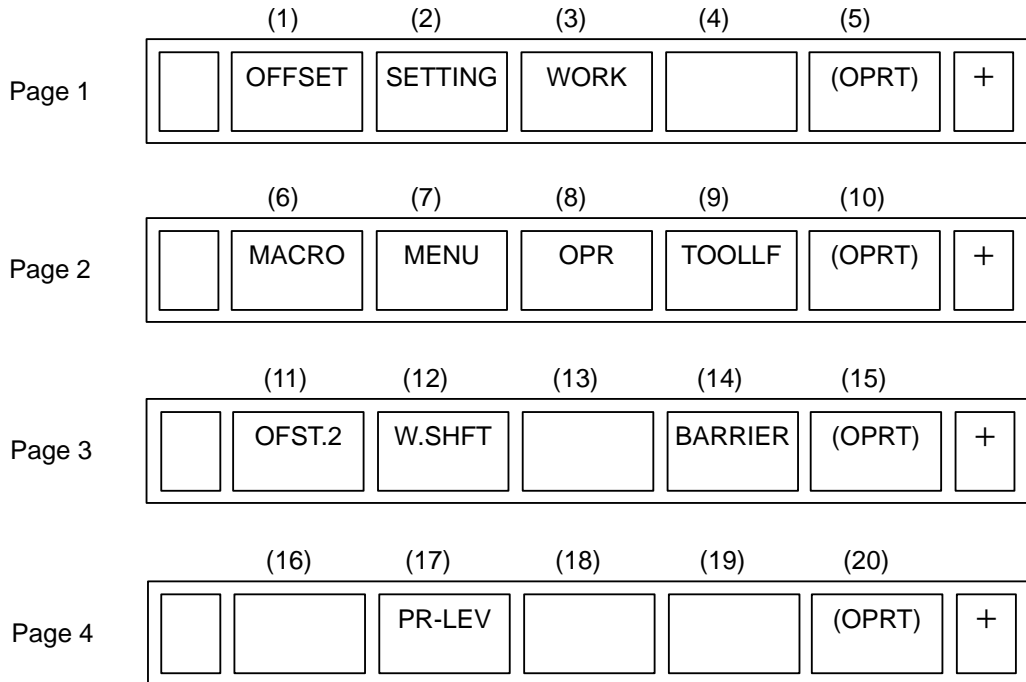 (1) (2) (3) (4) (5)
Page 1 OFFSET SETTING WORK (OPRT) +
(6) (7) (8) (9) (10)
Page 2 MACRO MENU OPR TOOLLF (OPRT) +
(11) (12) (13) (14) (15)
Page 3 OFST.2 W.SHFT BARRIER (OPRT) +
(16) (17) (18) (19) (20)
Page 4 PR-LEV (OPRT) +